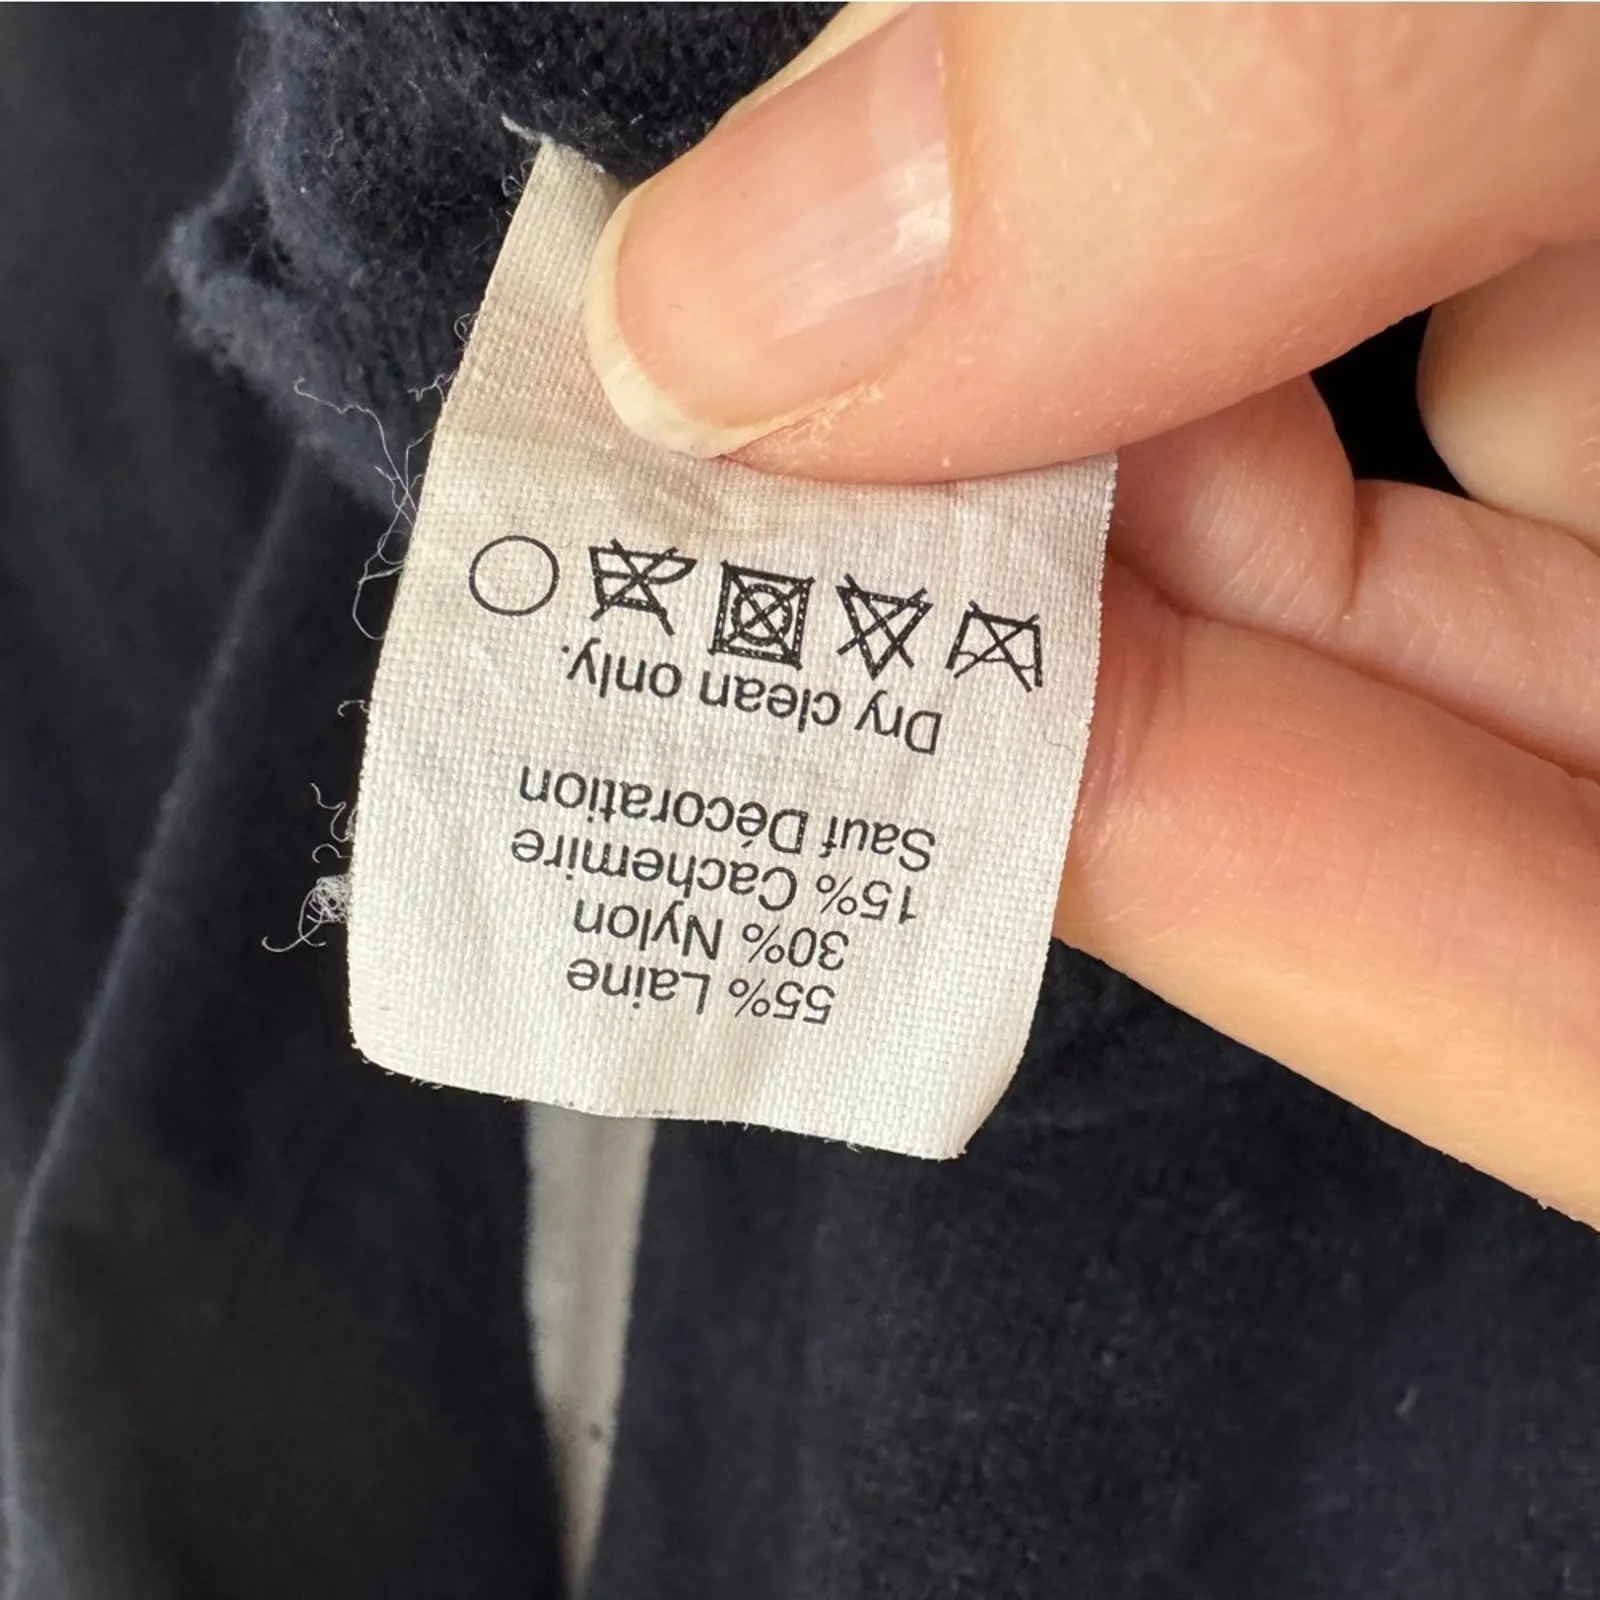 55% Laine
30% Nylon
15% Cachemire
Sauf Décoration
Dry clean only.